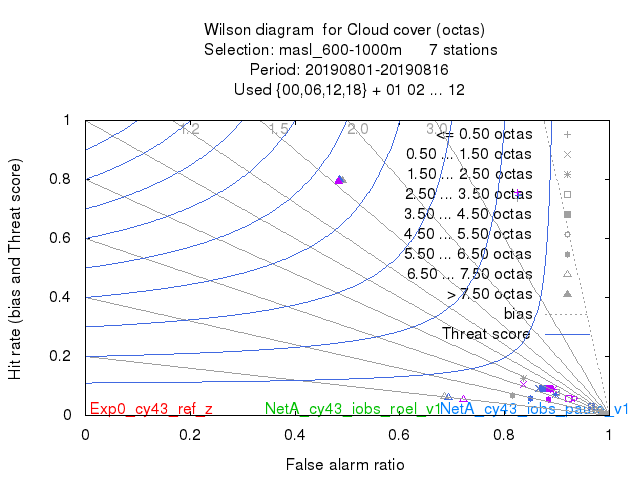 Wilson diagram for Cloud cover (octas)
Selection: masl_600-1000m 7 stations
Period: 20190801-20190816
Used {00,06,12,18} + 01 02 ... 12
Hit rate (bias and Threat score)
1
0.8
0.6
0.4
0.2
0
1.2
1.5
2.0
3.0
<= 0.50 octas
0.50 ... 1.50 octas
1.50 ... 2.50 octas
2.50 ... 3.50 octas
3.50 ... 4.50 octas
4.50 ... 5.50 octas
5.50 ... 6.50 octas
6.50 ... 7.50 octas
> 7.50 octas
bias
Threat score
Exp0_cy43_ref_z
NetA_cy43_iobs_roel_v1
0
0.2
0.4
0.6
0.8
1
False alarm ratio